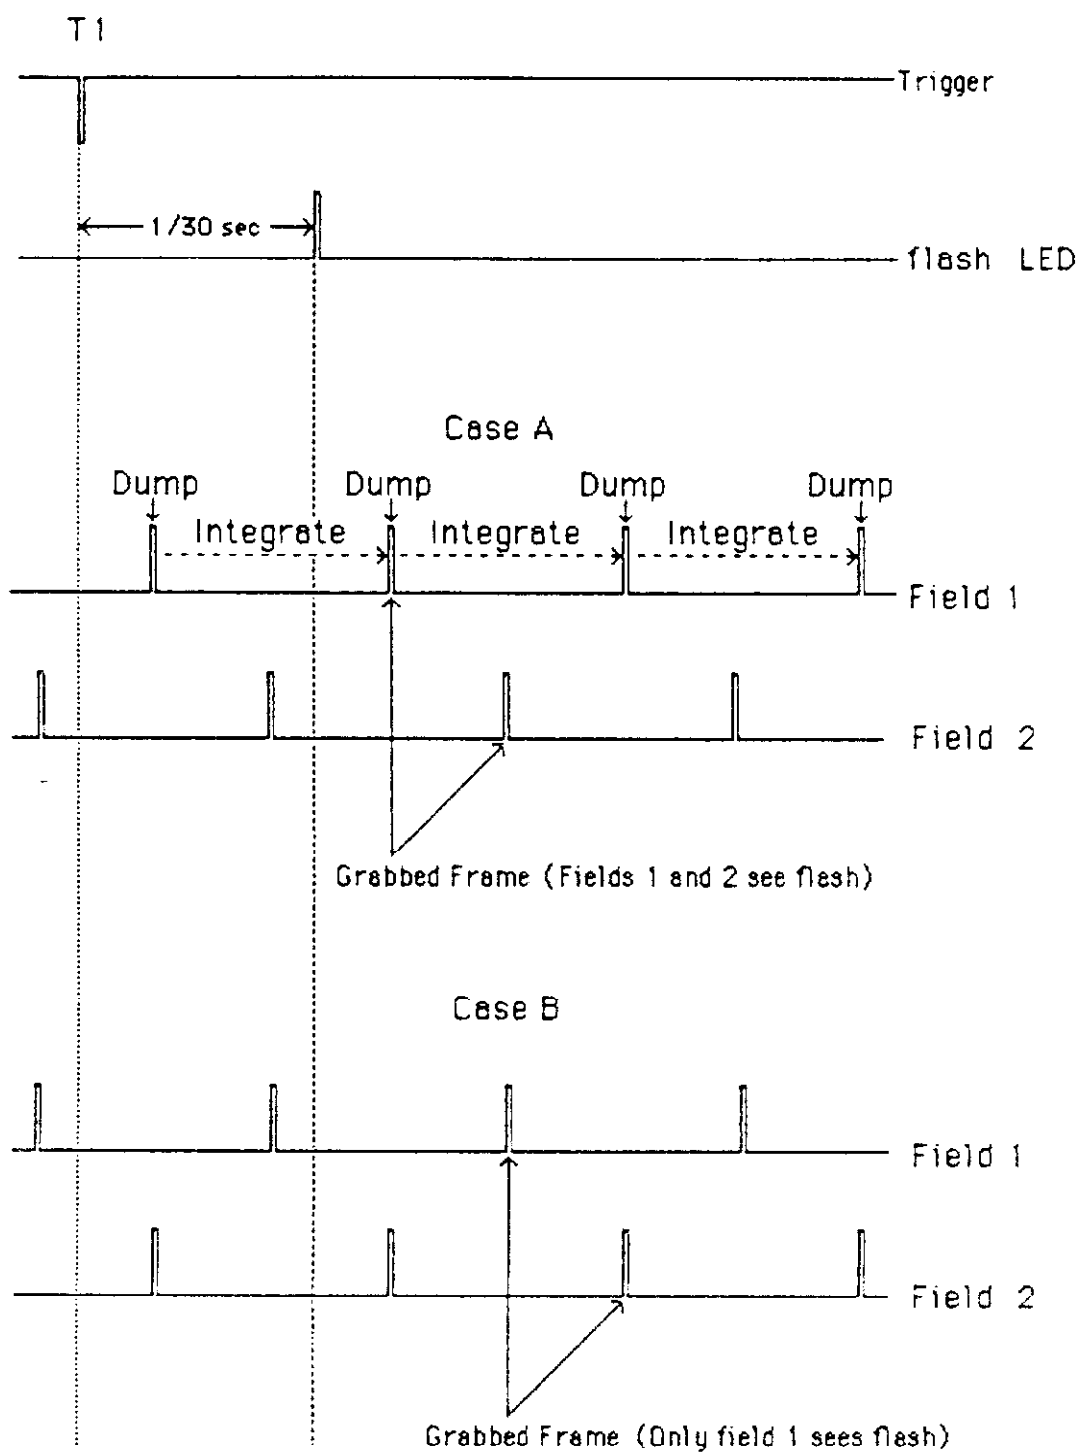 T1
Trigger
1/30 sec
flash LED
Case A
Dump Dump Dump Dump
Integrate Integrate Integrate
Field 1
Field 2
Grabbed Frame (Fields 1 and 2 see flash)
Case B
Field 1
Field 2
Grabbed Frame (Only field 1 sees flash)